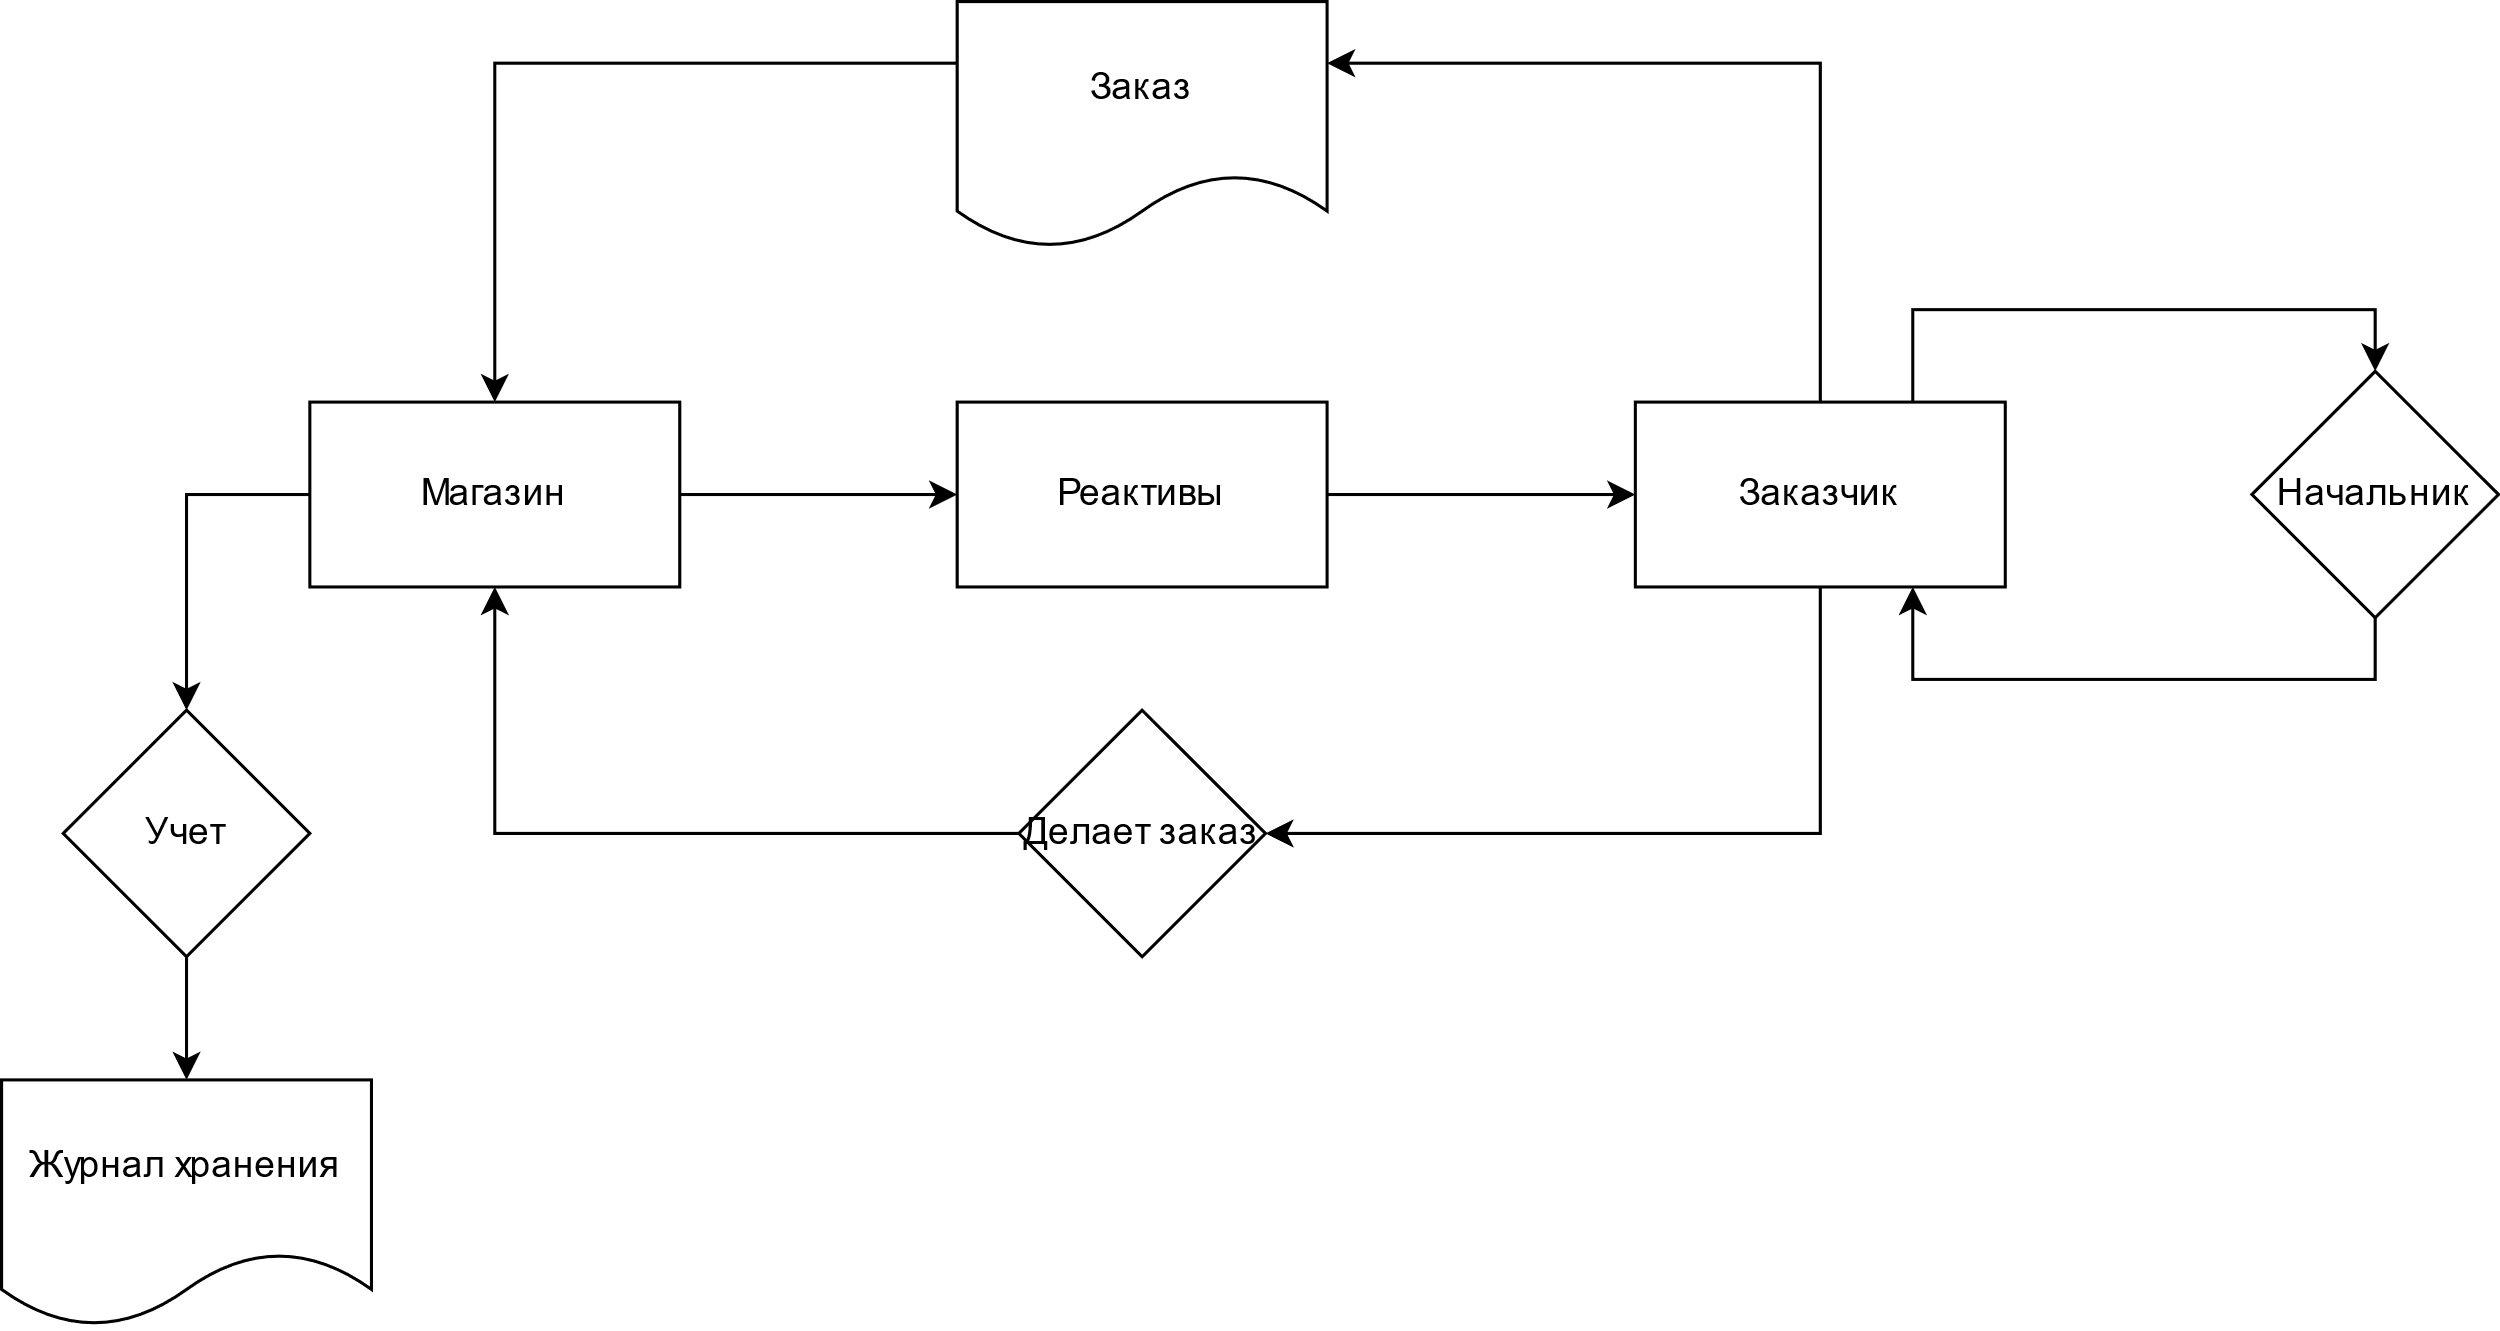 Заказ
Магазин
Реактивы
Заказчик
Начальник
Учет
Делает заказ
Журнал хранения